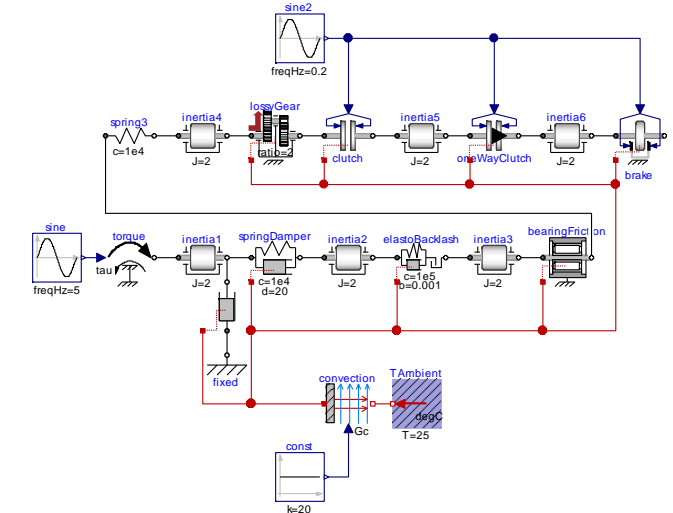 sine2
freqHz=0.2
spring3
c=1e4
inertia4
J=2
lossyGear
ratio=2
clutch
inertia5
J=2
oneWayClutch
inertia6
J=2
brake
sine
freqHz=5
torque
tau
inertia1
J=2
springDamper
c=1e4
d=20
inertia2
J=2
elastoBacklash
c=1e5
b=0.001
inertia3
J=2
bearingFriction
fixed
convection
Gc
TAmbient
degC
T=25
const
k=20